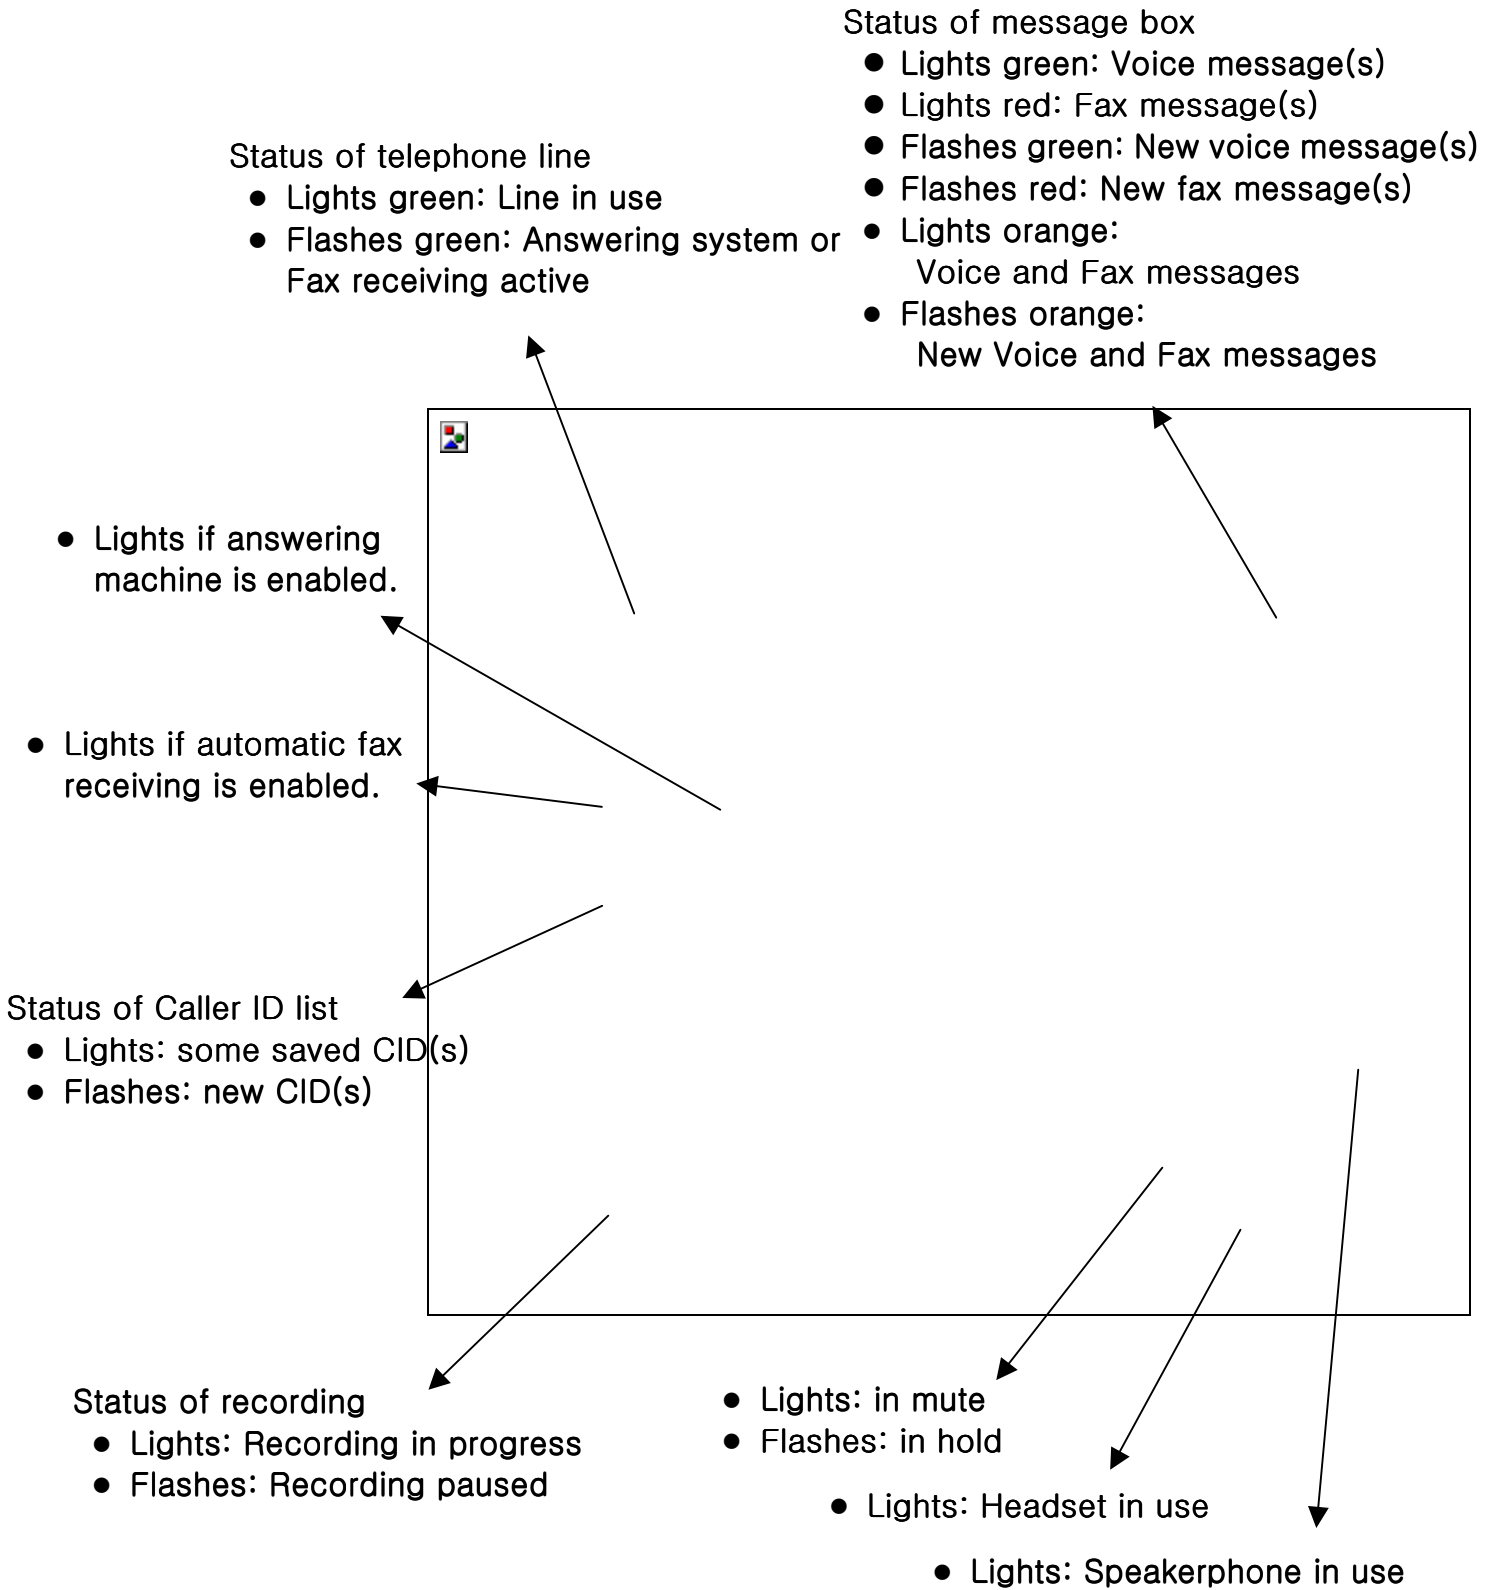 Status of message box
● Lights green: Voice message(s)
● Lights red: Fax message(s)
● Flashes green: New voice message(s)
● Flashes red: New fax message(s)
● Lights orange:
Voice and Fax messages
● Flashes orange:
New Voice and Fax messages
Status of telephone line
● Lights green: Line in use
● Flashes green: Answering system or
Fax receiving active
● Lights if answering
machine is enabled.
● Lights if automatic fax
receiving is enabled.
Status of Caller ID list
● Lights: some saved CID(s)
● Flashes: new CID(s)
Status of recording
● Lights: Recording in progress
● Flashes: Recording paused
● Lights: in mute
● Flashes: in hold
● Lights: Headset in use
● Lights: Speakerphone in use